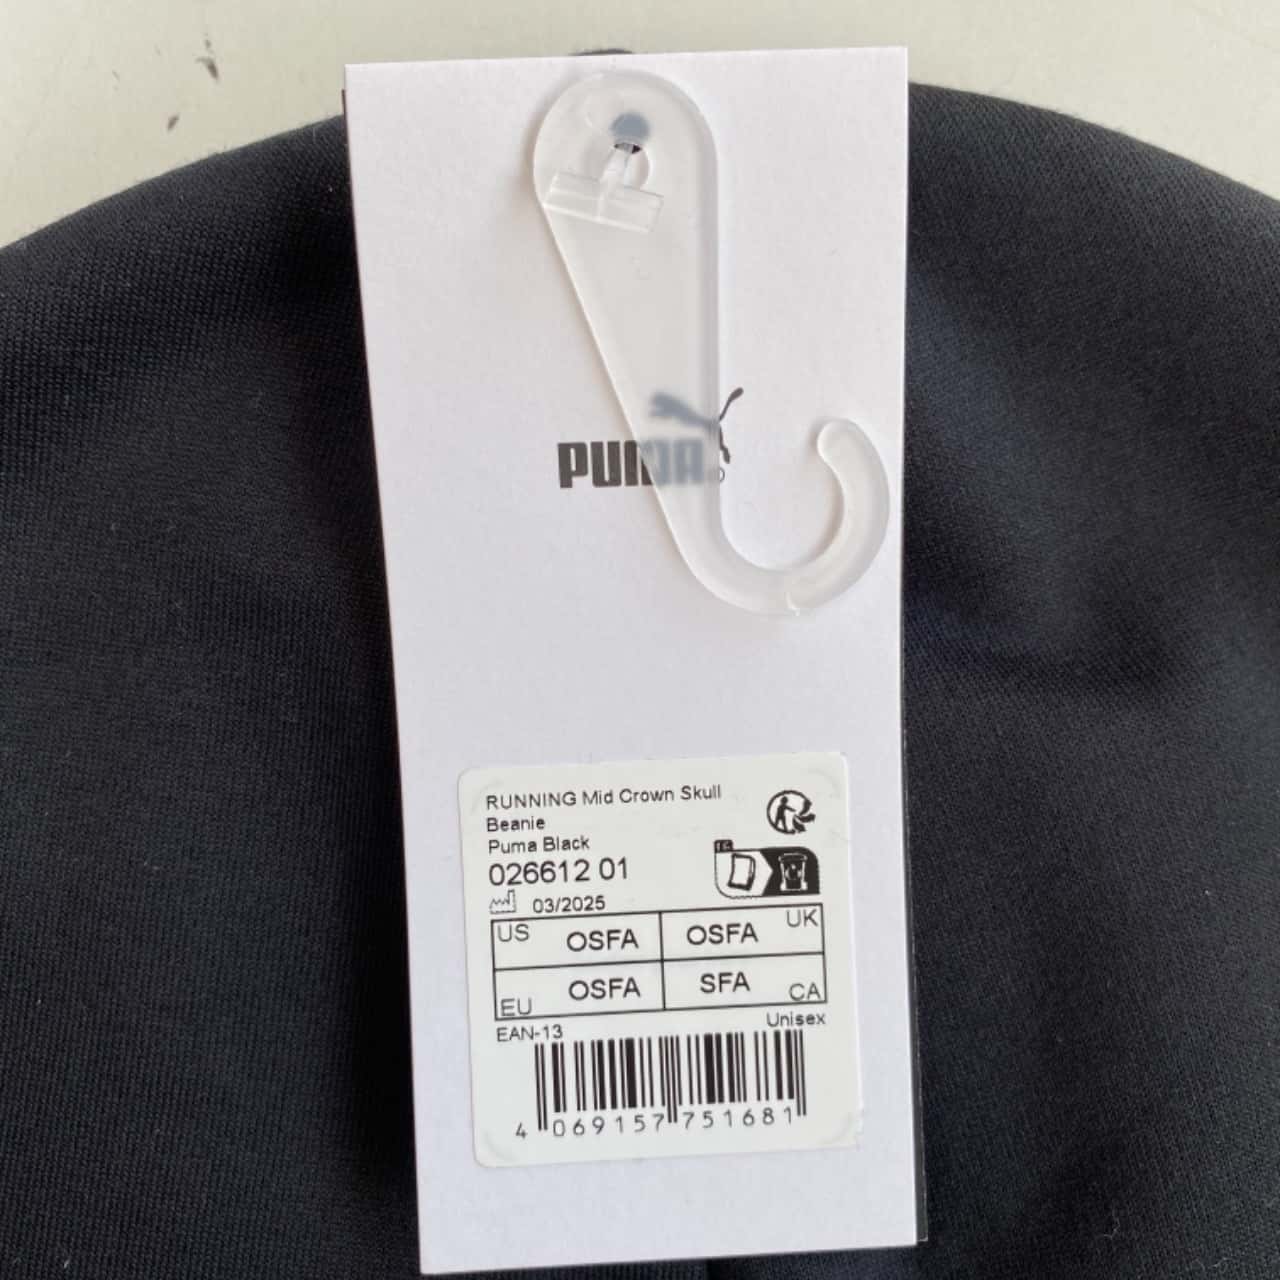 PUMA
RUNNING Mid Crown Skull
Beanie
Puma Black
026612 01
03/2025
US OSFA OSFA UK
EU OSFA SFA CA
EAN-13 Unisex
4 069157 751681